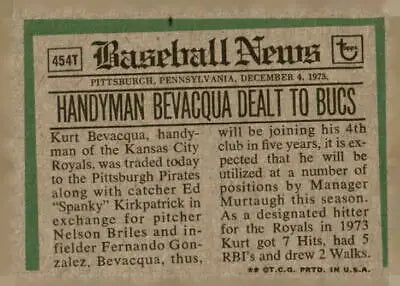 454T
Baseball News
topps
PITTSBURGH, PENNSYLVANIA, DECEMBER 4, 1973.
HANDYMAN BEVACQUA DEALT TO BUCS
Kurt Bevacqua, handy-
man of the Kansas City
Royals, was traded today
to the Pittsburgh Pirates
along with catcher Ed
"Spanky" Kirkpatrick in
exchange for pitcher
Nelson Briles and in-
fielder Fernando Gon-
zalez. Bevacqua, thus,
will be joining his 4th
club in five years, it is ex-
pected that he will be
utilized at a number of
positions by Manager
Murtaugh this season.
As a designated hitter
for the Royals in 1973
Kurt got 7 Hits, had 5
RBI's and drew 2 Walks.
** ©T.C.G. PRTD. IN U.S.A.